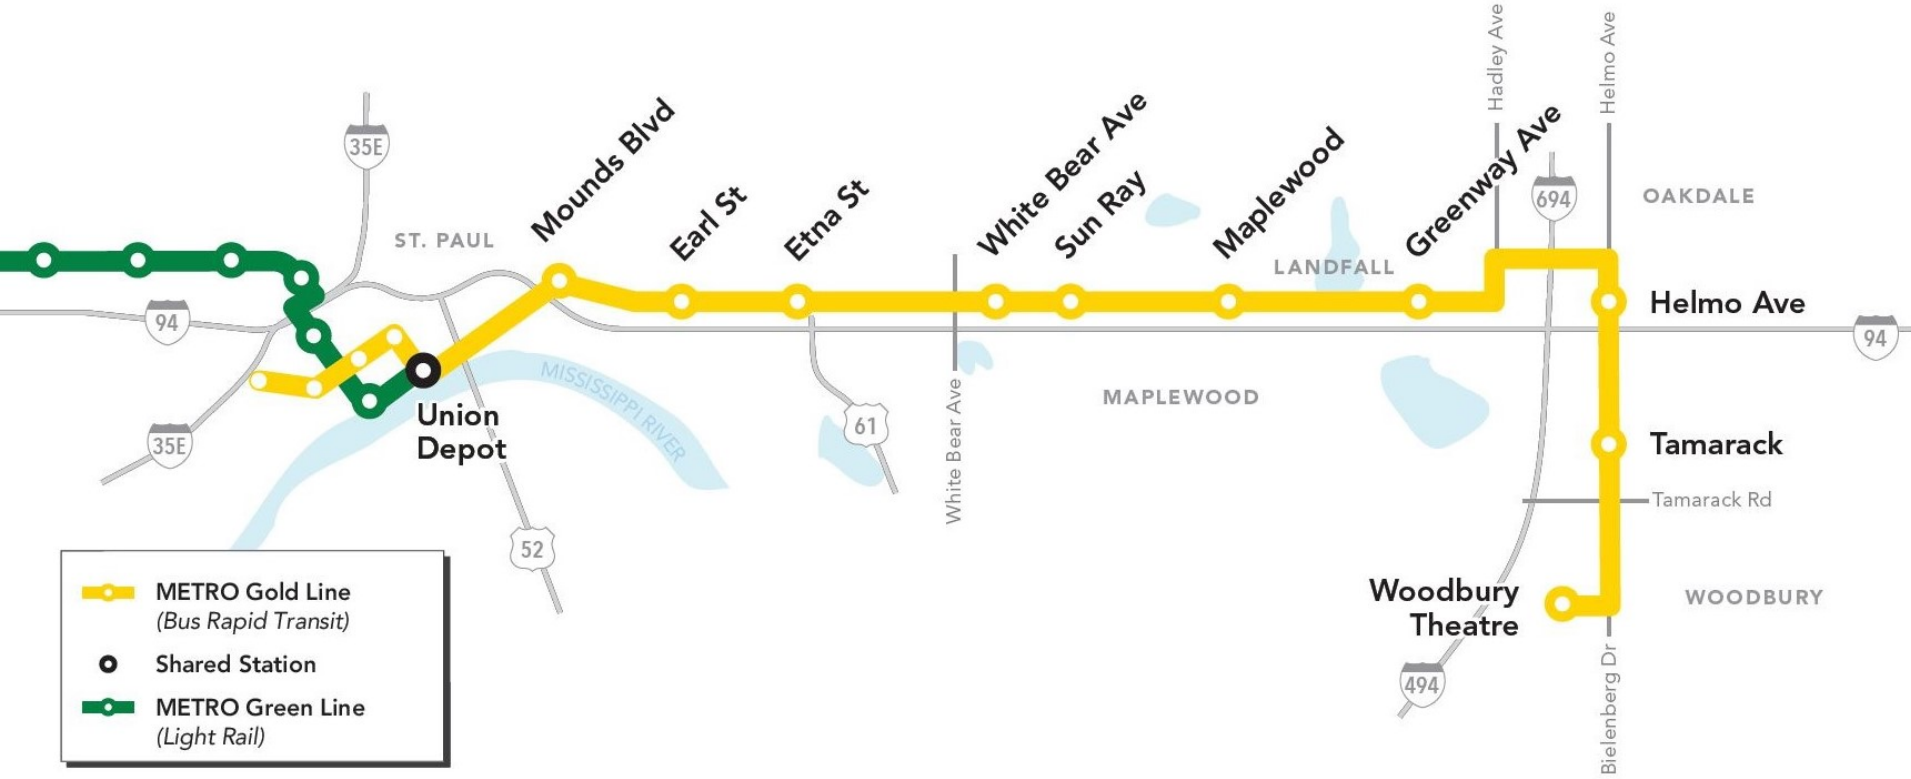 Hadley Ave
Helmo Ave
35E
Mounds Blvd
White Bear Ave
Greenway Ave
Earl St
Etna St
Sun Ray
Maplewood
694
OAKDALE
ST. PAUL
LANDFALL
94
Helmo Ave
94
MISSISSIPPI RIVER
MAPLEWOOD
35E
Union
Depot
61
White Bear Ave
Tamarack
Tamarack Rd
52
Woodbury
Theatre
WOODBURY
494
Bielenberg Dr
METRO Gold Line
(Bus Rapid Transit)
Shared Station
METRO Green Line
(Light Rail)